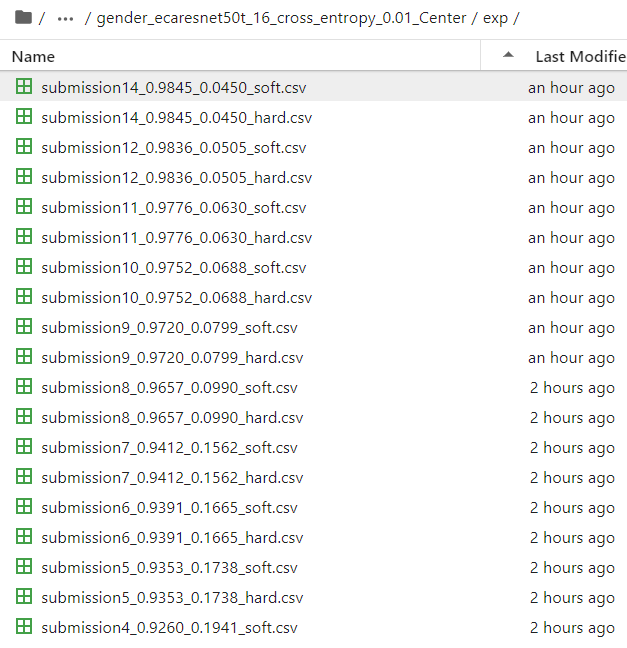 / ··· / gender_ecaresnet50t_16_cross_entropy_0.01_Center / exp /
Name Last Modifie
submission14_0.9845_0.0450_soft.csv an hour ago
submission14_0.9845_0.0450_hard.csv an hour ago
submission12_0.9836_0.0505_soft.csv an hour ago
submission12_0.9836_0.0505_hard.csv an hour ago
submission11_0.9776_0.0630_soft.csv an hour ago
submission11_0.9776_0.0630_hard.csv an hour ago
submission10_0.9752_0.0688_soft.csv an hour ago
submission10_0.9752_0.0688_hard.csv an hour ago
submission9_0.9720_0.0799_soft.csv an hour ago
submission9_0.9720_0.0799_hard.csv an hour ago
submission8_0.9657_0.0990_soft.csv 2 hours ago
submission8_0.9657_0.0990_hard.csv 2 hours ago
submission7_0.9412_0.1562_soft.csv 2 hours ago
submission7_0.9412_0.1562_hard.csv 2 hours ago
submission6_0.9391_0.1665_soft.csv 2 hours ago
submission6_0.9391_0.1665_hard.csv 2 hours ago
submission5_0.9353_0.1738_soft.csv 2 hours ago
submission5_0.9353_0.1738_hard.csv 2 hours ago
submission4_0.9260_0.1941_soft.csv 2 hours ago